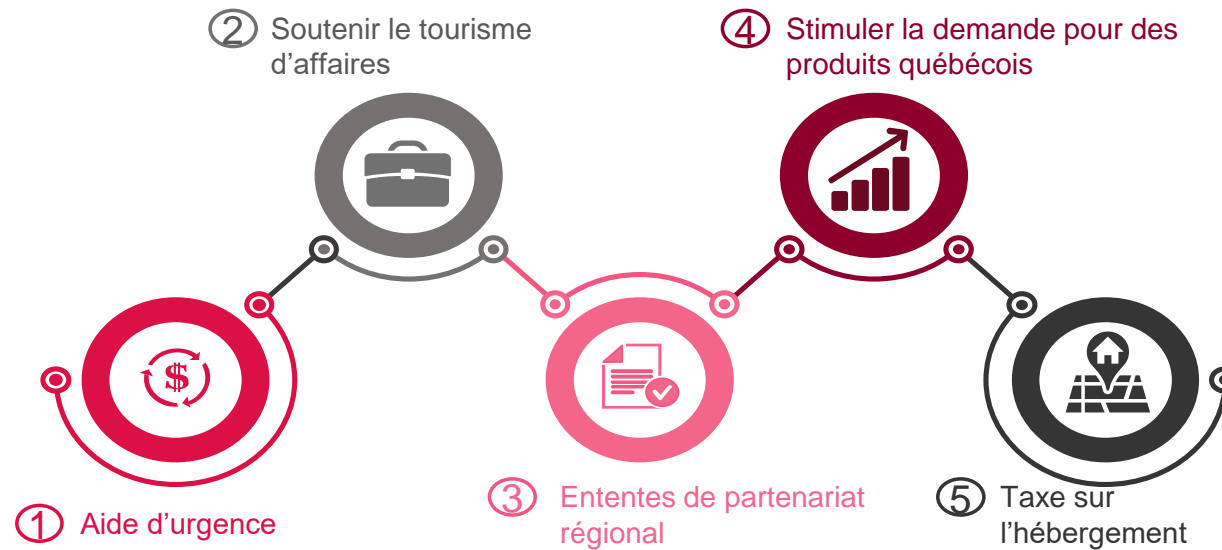 1 Aide d'urgence
2 Soutenir le tourisme
d'affaires
$
3 Ententes de partenariat
régional
4 Stimuler la demande pour des
produits québécois
5 Taxe sur
l'hébergement